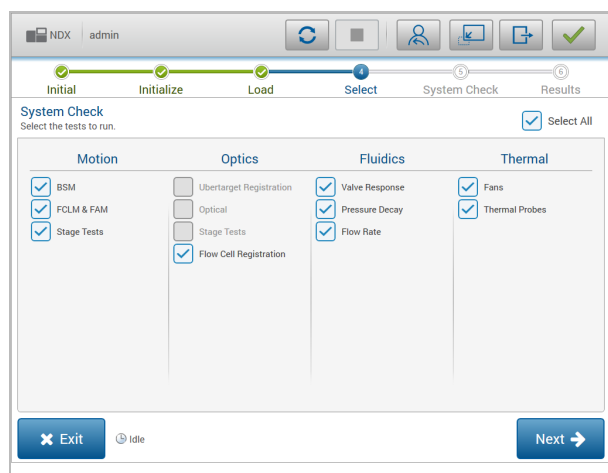 NDX admin
4 5 6
Initial Initialize Load Select System Check Results
System Check
Select the tests to run.
Select All
Motion Optics Fluidics Thermal
BSM Ubertarget Registration Valve Response Fans
FCLM & FAM Optical Pressure Decay Thermal Probes
Stage Tests Stage Tests Flow Rate
Flow Cell Registration
Exit Idle Next